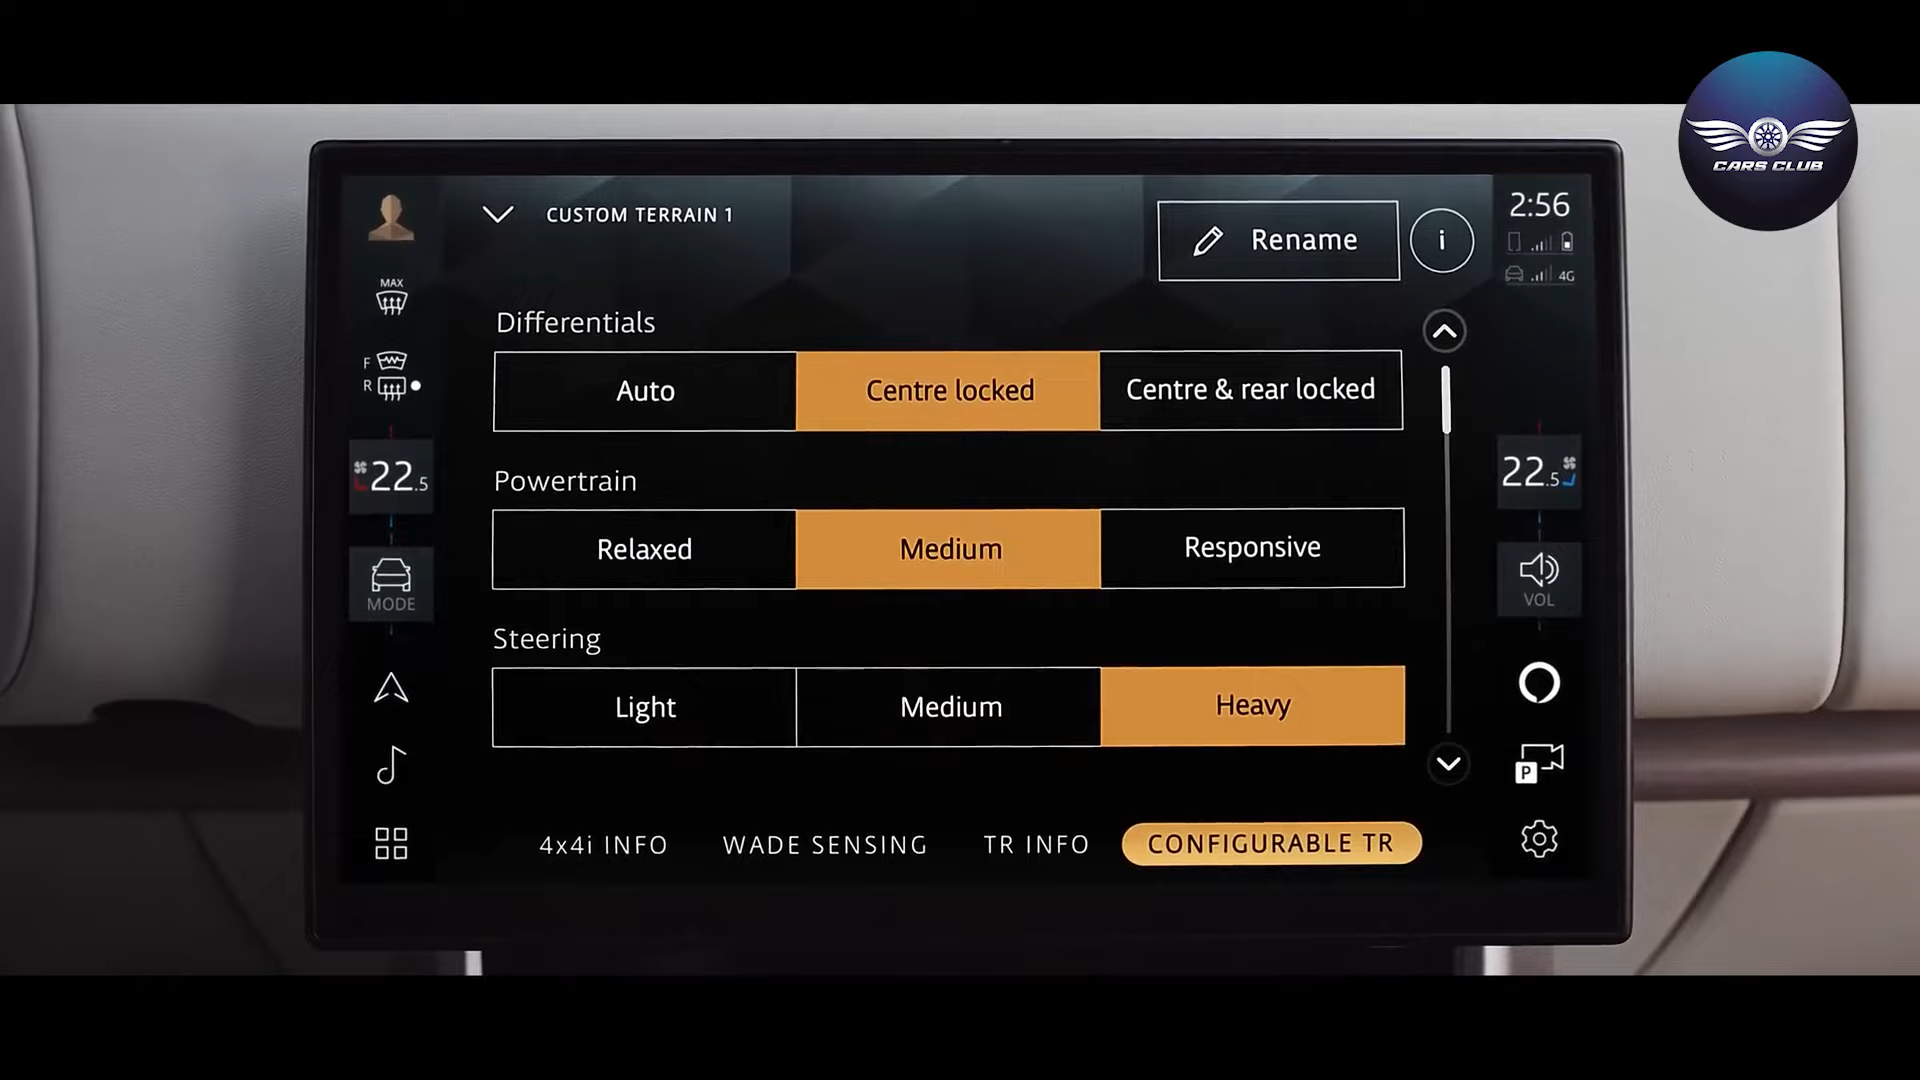 CARS CLUB
CUSTOM TERRAIN 1
Rename
i
2:56
4G
MAX
F
R
Differentials
Auto
Centre locked
Centre & rear locked
22.5
22.5
Powertrain
Relaxed
Medium
Responsive
MODE
VOL
Steering
Light
Medium
Heavy
P
4x4i INFO
WADE SENSING
TR INFO
CONFIGURABLE TR